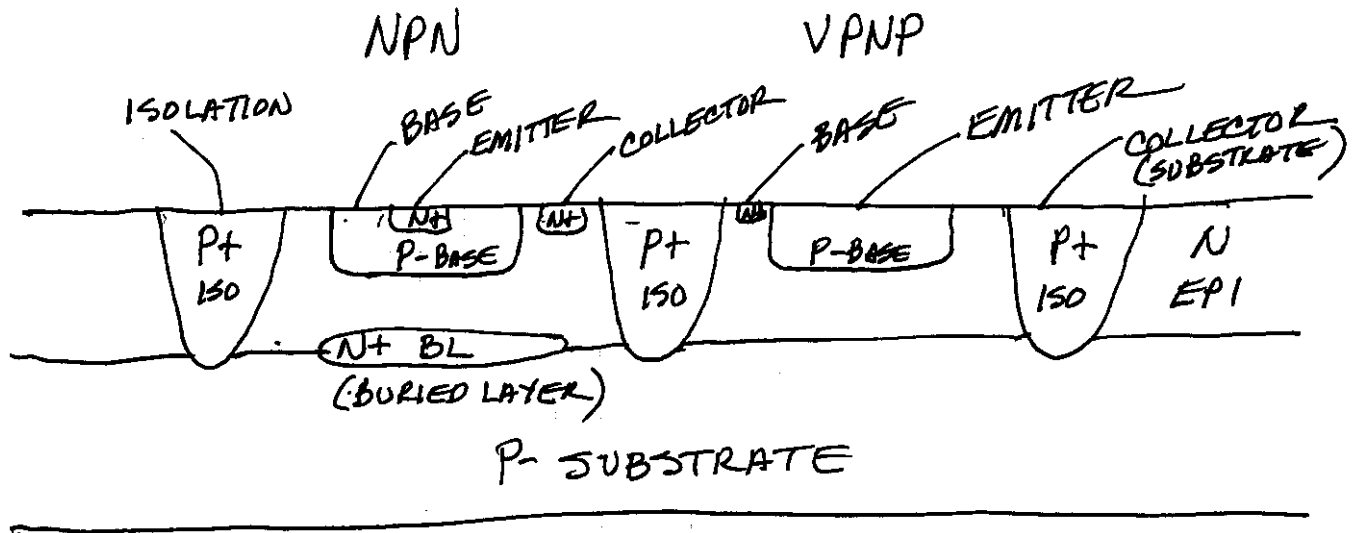 NPN
VPNP
ISOLATION
BASE
EMITTER
COLLECTOR
BASE
EMITTER
COLLECTOR
(SUBSTRATE)
N+
P-BASE
N+
N+
P-BASE
P+
ISO
P+
ISO
P+
ISO
N
EPI
N+ BL
(BURIED LAYER)
P- SUBSTRATE